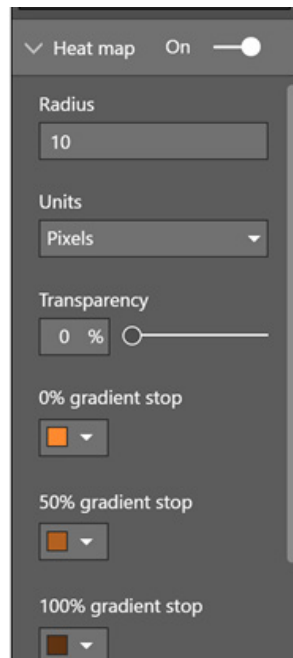 Heat map On
Radius
10
Units
Pixels
Transparency
0 %
0% gradient stop
50% gradient stop
100% gradient stop